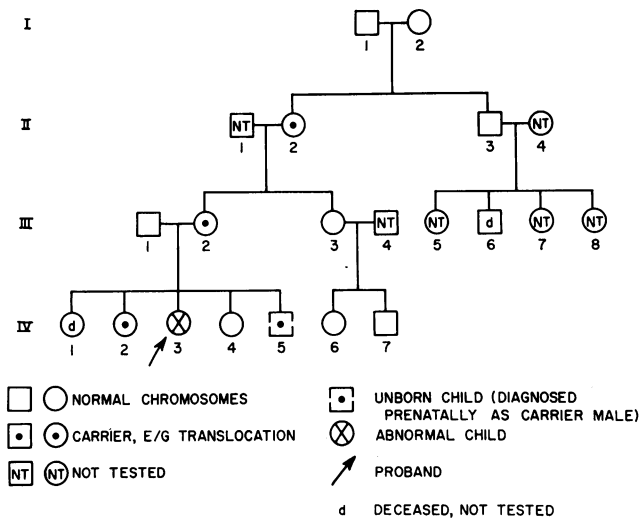 I
1 2
II
NT NT
1 2 3 4
III
NT NT d NT NT
1 2 3 4 5 6 7 8
IV
d
1 2 3 4 5 6 7
NORMAL CHROMOSOMES
CARRIER, E/G TRANSLOCATION
NT NT NOT TESTED
UNBORN CHILD (DIAGNOSED
PRENATALLY AS CARRIER MALE)
ABNORMAL CHILD
PROBAND
d DECEASED, NOT TESTED